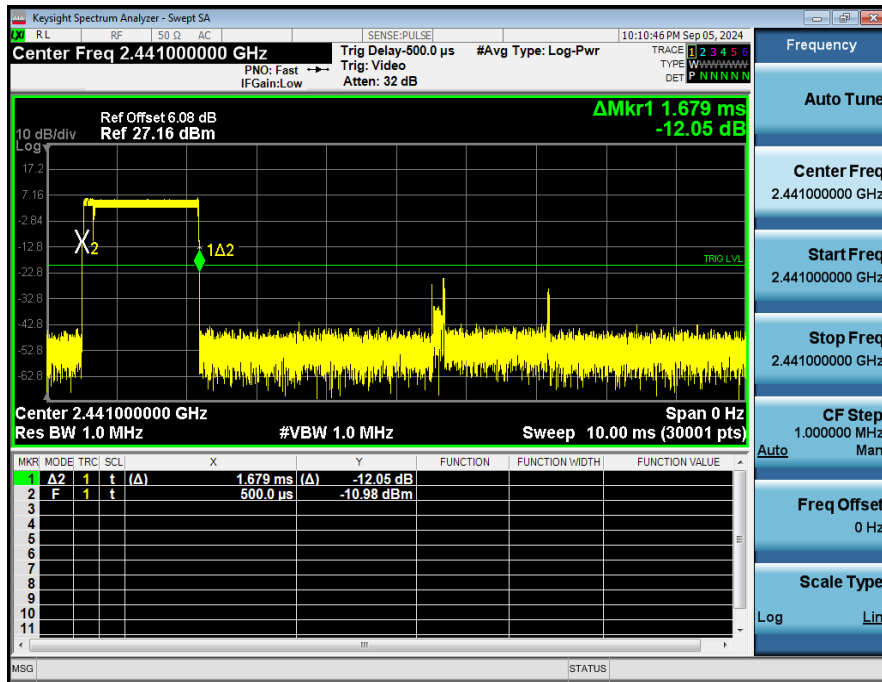 Keysight Spectrum Analyzer - Swept SA
LXI RL RF 50 Ω AC SENSE:PULSE 10:10:46 PM Sep 05, 2024
Center Freq 2.441000000 GHz
PNO: Fast
IFGain:Low
Trig Delay-500.0 µs
Trig: Video
Atten: 32 dB
#Avg Type: Log-Pwr
TRACE 1 2 3 4 5 6
TYPE WWWWWW
DET P N N N N N
ΔMkr1 1.679 ms
-12.05 dB
Ref Offset 6.08 dB
10 dB/div Ref 27.16 dBm
Log
17.2
7.16
-2.84
-12.8
-22.8
-32.8
-42.8
-52.8
-62.8
X2
1Δ2
TRIG LVL
Center 2.441000000 GHz Span 0 Hz
Res BW 1.0 MHz #VBW 1.0 MHz Sweep 10.00 ms (30001 pts)
MKR MODE TRC SCL X Y FUNCTION FUNCTION WIDTH FUNCTION VALUE
1 Δ2 1 t (Δ) 1.679 ms (Δ) -12.05 dB
2 F 1 t 500.0 µs -10.98 dBm
3
4
5
6
7
8
9
10
11
MSG STATUS
Frequency
Auto Tune
Center Freq
2.441000000 GHz
Start Freq
2.441000000 GHz
Stop Freq
2.441000000 GHz
CF Step
1.000000 MHz
Auto Man
Freq Offset
0 Hz
Scale Type
Log Lin